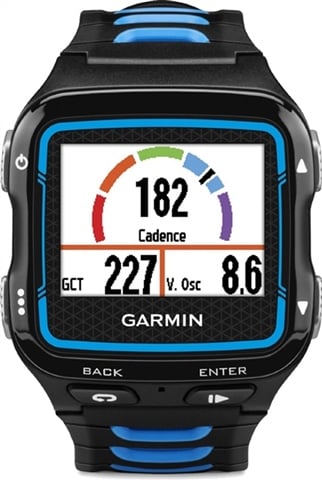 182
Cadence
GCT 227 V. Osc 8.6
GARMIN
BACK ENTER